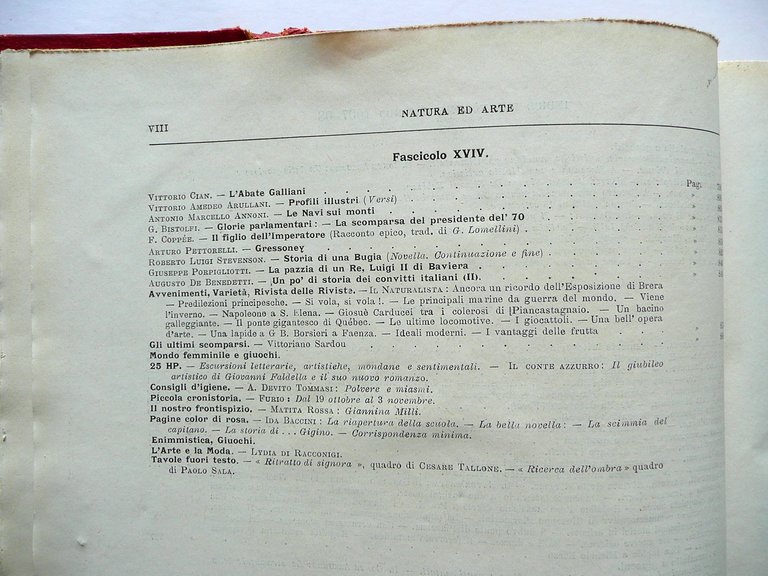 NATURA ED ARTE
VIII
Fascicolo XVIV.
Pag.
VITTORIO CIAN. — L'Abate Galliani
VITTORIO AMEDEO ARULLANI. — Profili illustri (Versi)
ANTONIO MARCELLO ANNONI. — Le Navi sui monti
G. BISTOLFI. — Glorie parlamentari: — La scomparsa del presidente del' 70
F. COPPÉE. — Il figlio dell'Imperatore (Racconto epico, trad. di G. Lomellini)
ARTURO PETTORELLI. — Gressoney
ROBERTO LUIGI STEVENSON. — Storia di una Bugia (Novella. Continuazione e fine)
GIUSEPPE PORPIGLIOTTI. — La pazzia di un Re, Luigi II di Baviera
AUGUSTO DE BENEDETTI. — Un po' di storia dei convitti italiani (II)
Avvenimenti, Varietà, Rivista delle Riviste. — IL NATURALISTA: Ancora un ricordo dell'Esposizione di Brera
— Predilezioni principesche. — Si vola, si vola!. — Le principali marine da guerra del mondo. — Viene
l'inverno. — Napoleone a S. Elena. — Giosuè Carducci tra i colerosi di Piancastagnaio. — Un bacino
galleggiante. — Il ponte gigantesco di Québec. — Le ultime locomotive. — I giocattoli. — Una bell' opera
d'arte. — Una lapide a G B. Borsieri a Faenza. — Ideali moderni. — I vantaggi delle frutta
Gli ultimi scomparsi. — Vittoriano Sardou
Mondo femminile e giuochi.
25 HP. — Escursioni letterarie, artistiche, mondane e sentimentali. — IL CONTE AZZURRO: Il giubileo
artistico di Giovanni Faldella e il suo nuovo romanzo.
Consigli d'igiene. — A. DEVITO TOMMASI: Polvere e miasmi.
Piccola cronistoria. — FURIO: Dal 19 ottobre al 3 novembre.
Il nostro frontispizio. — MATITA ROSSA: Giannina Milli.
Pagine color di rosa. — IDA BACCINI: La riapertura della scuola. — La bella novella: — La scimmia del
capitano. — La storia di . . . Gigino. — Corrispondenza minima.
Enimmistica, Giuochi.
L'Arte e la Moda. — LYDIA DI RACCONIGI.
Tavole fuori testo. — « Ritratto di signora », quadro di CESARE TALLONE. — « Ricerca dell'ombra » quadro
di PAOLO SALA.